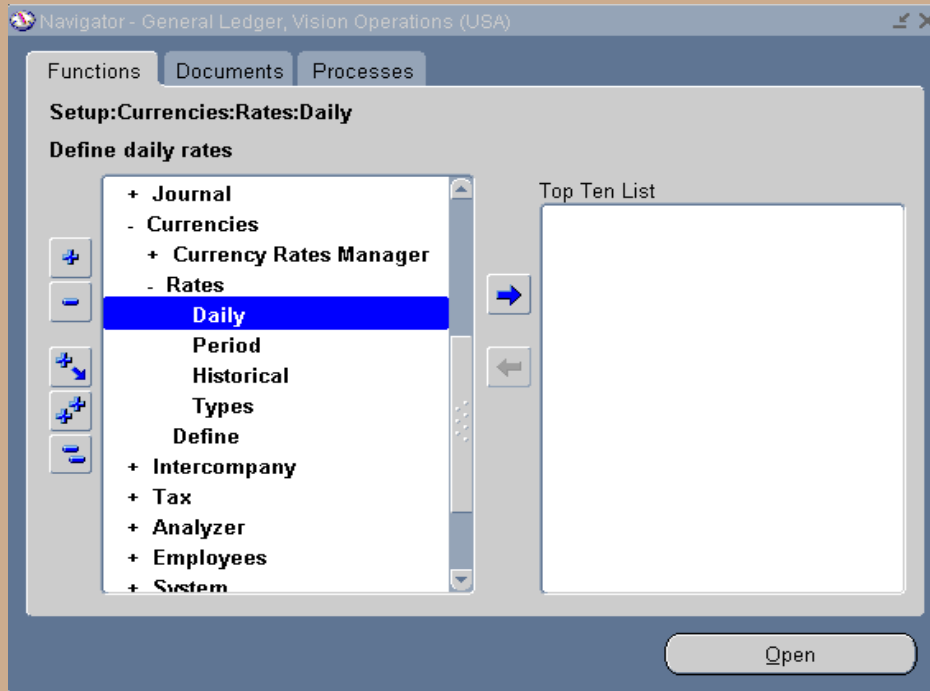 Navigator - General Ledger, Vision Operations (USA)
Functions Documents Processes
Setup:Currencies:Rates:Daily
Define daily rates
Top Ten List
+ Journal
- Currencies
+ Currency Rates Manager
- Rates
Daily
Period
Historical
Types
Define
+ Intercompany
+ Tax
+ Analyzer
+ Employees
+ System
Open